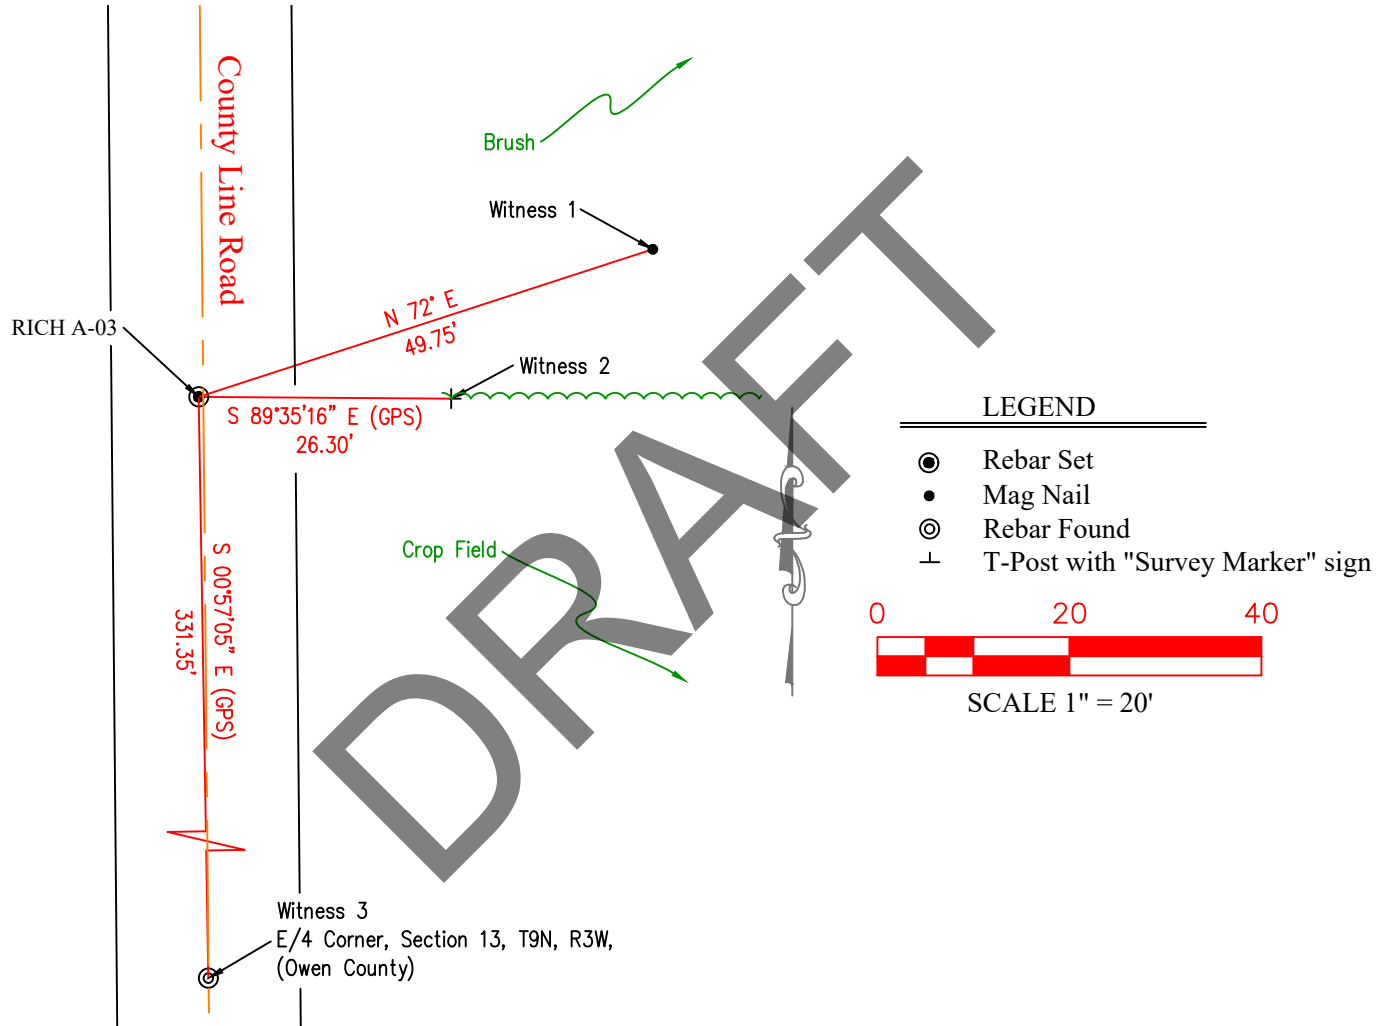 County Line Road
Brush
Witness 1
RICH A-03
N 72° E
49.75'
Witness 2
S 89°35'16" E (GPS)
26.30'
LEGEND
Rebar Set
Mag Nail
Rebar Found
T-Post with "Survey Marker" sign
Crop Field
S 00°57'05" E (GPS)
331.35'
0 20 40
SCALE 1" = 20'
DRAFT
Witness 3
E/4 Corner, Section 13, T9N, R3W,
(Owen County)